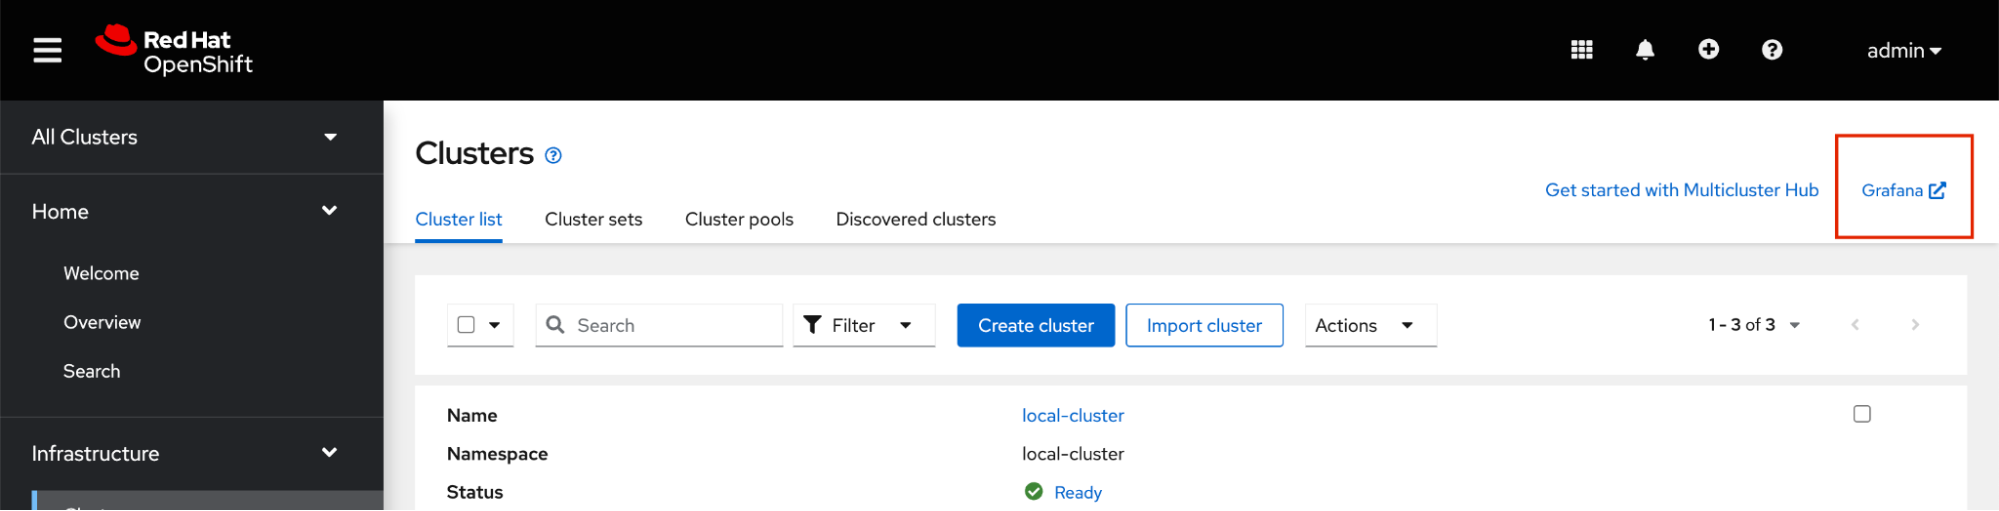 Red Hat
OpenShift
admin
All Clusters
Home
Welcome
Overview
Search
Infrastructure
Clusters
Get started with Multicluster Hub
Grafana
Cluster list
Cluster sets
Cluster pools
Discovered clusters
Search
Filter
Create cluster
Import cluster
Actions
1 - 3 of 3
Name
local-cluster
Namespace
local-cluster
Status
Ready